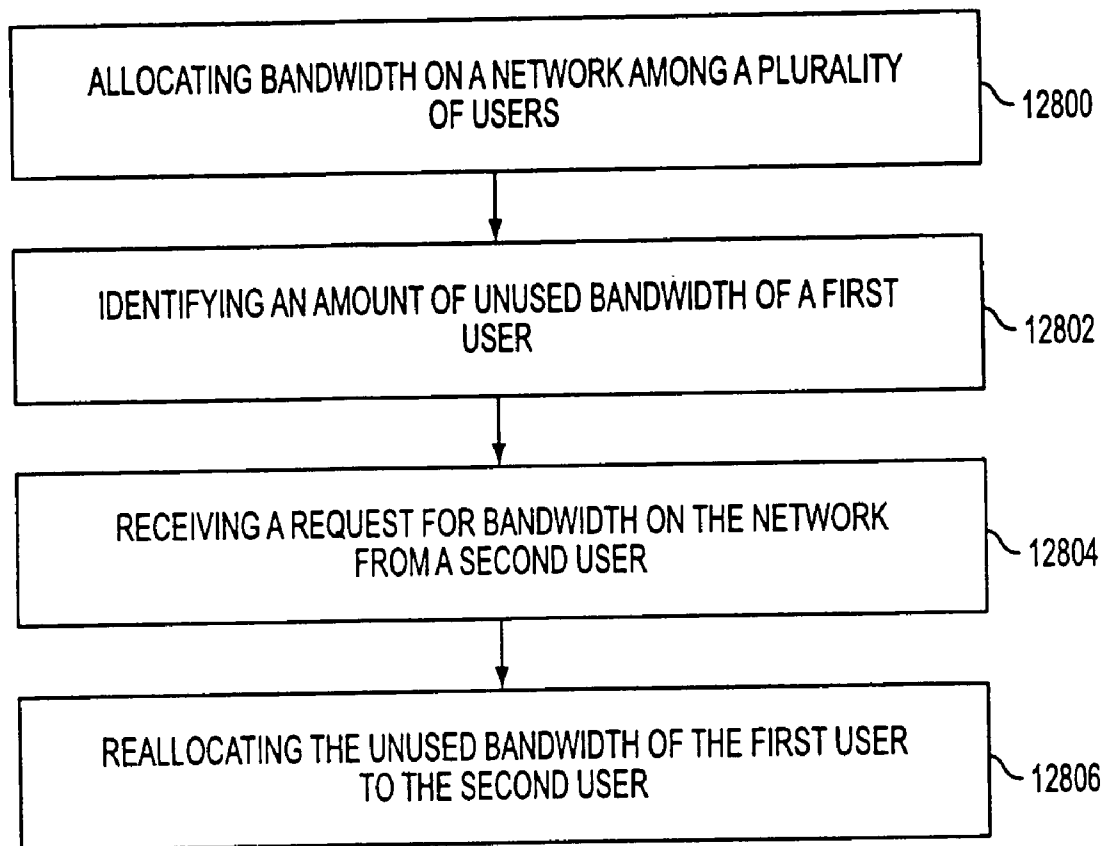 ALLOCATING BANDWIDTH ON A NETWORK AMONG A PLURALITY
OF USERS
12800
IDENTIFYING AN AMOUNT OF UNUSED BANDWIDTH OF A FIRST
USER
12802
RECEIVING A REQUEST FOR BANDWIDTH ON THE NETWORK
FROM A SECOND USER
12804
REALLOCATING THE UNUSED BANDWIDTH OF THE FIRST USER
TO THE SECOND USER
12806